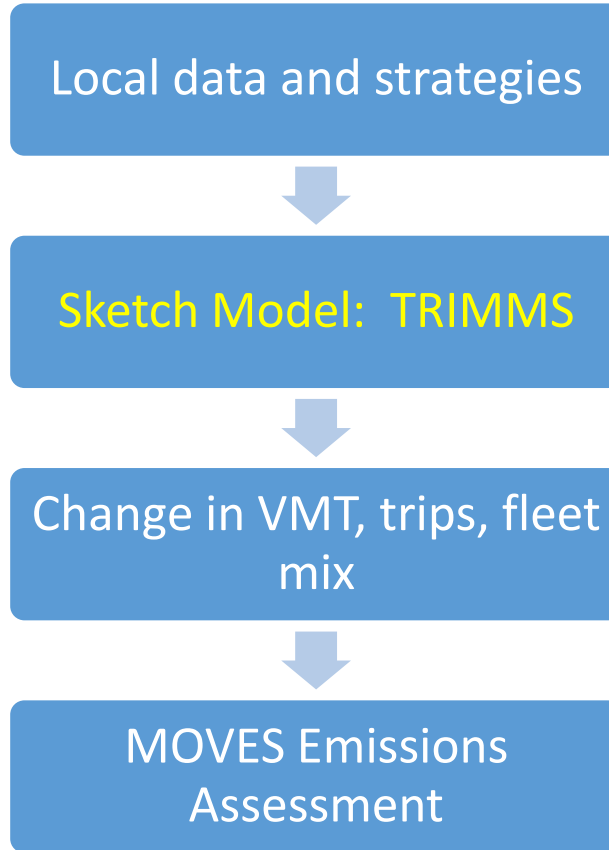 Local data and strategies
Sketch Model:  TRIMMS
Change in VMT, trips, fleet
mix
MOVES Emissions
Assessment